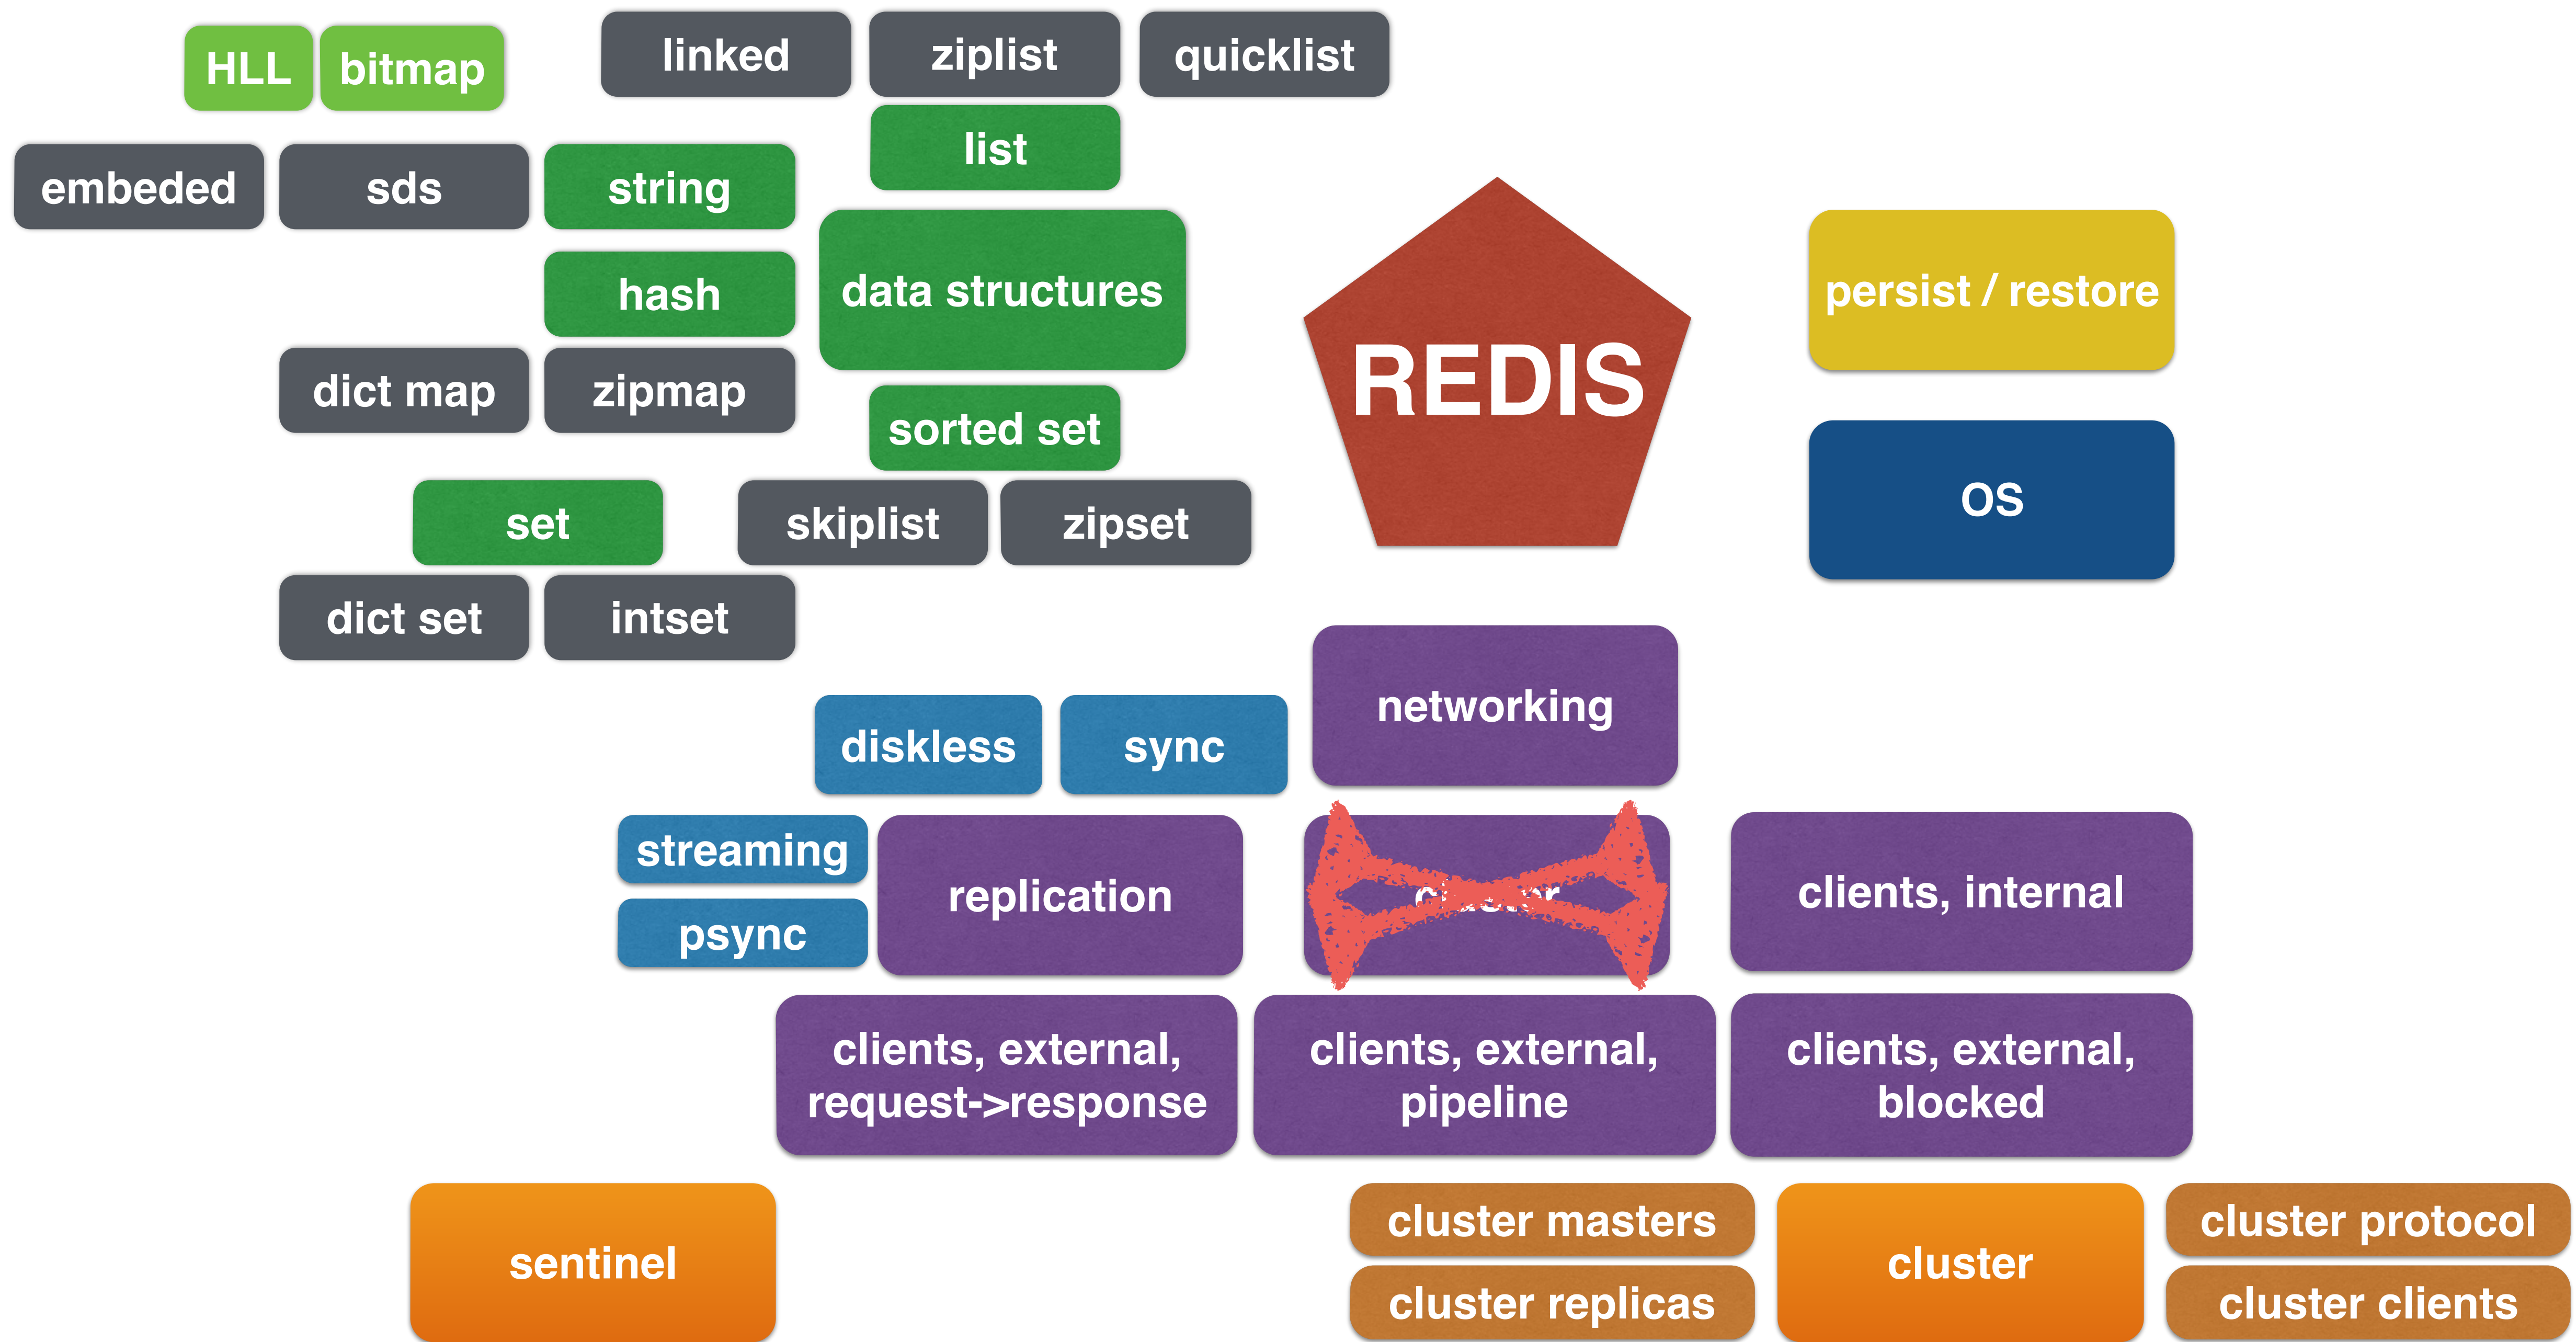 HLL
bitmap
linked
ziplist
quicklist
list
embeded
sds
string
hash
data structures
dict map
zipmap
sorted set
set
skiplist
zipset
dict set
intset
REDIS
persist / restore
OS
networking
diskless
sync
streaming
psync
replication
clients, internal
clients, external,
request->response
clients, external,
pipeline
clients, external,
blocked
sentinel
cluster masters
cluster replicas
cluster
cluster protocol
cluster clients